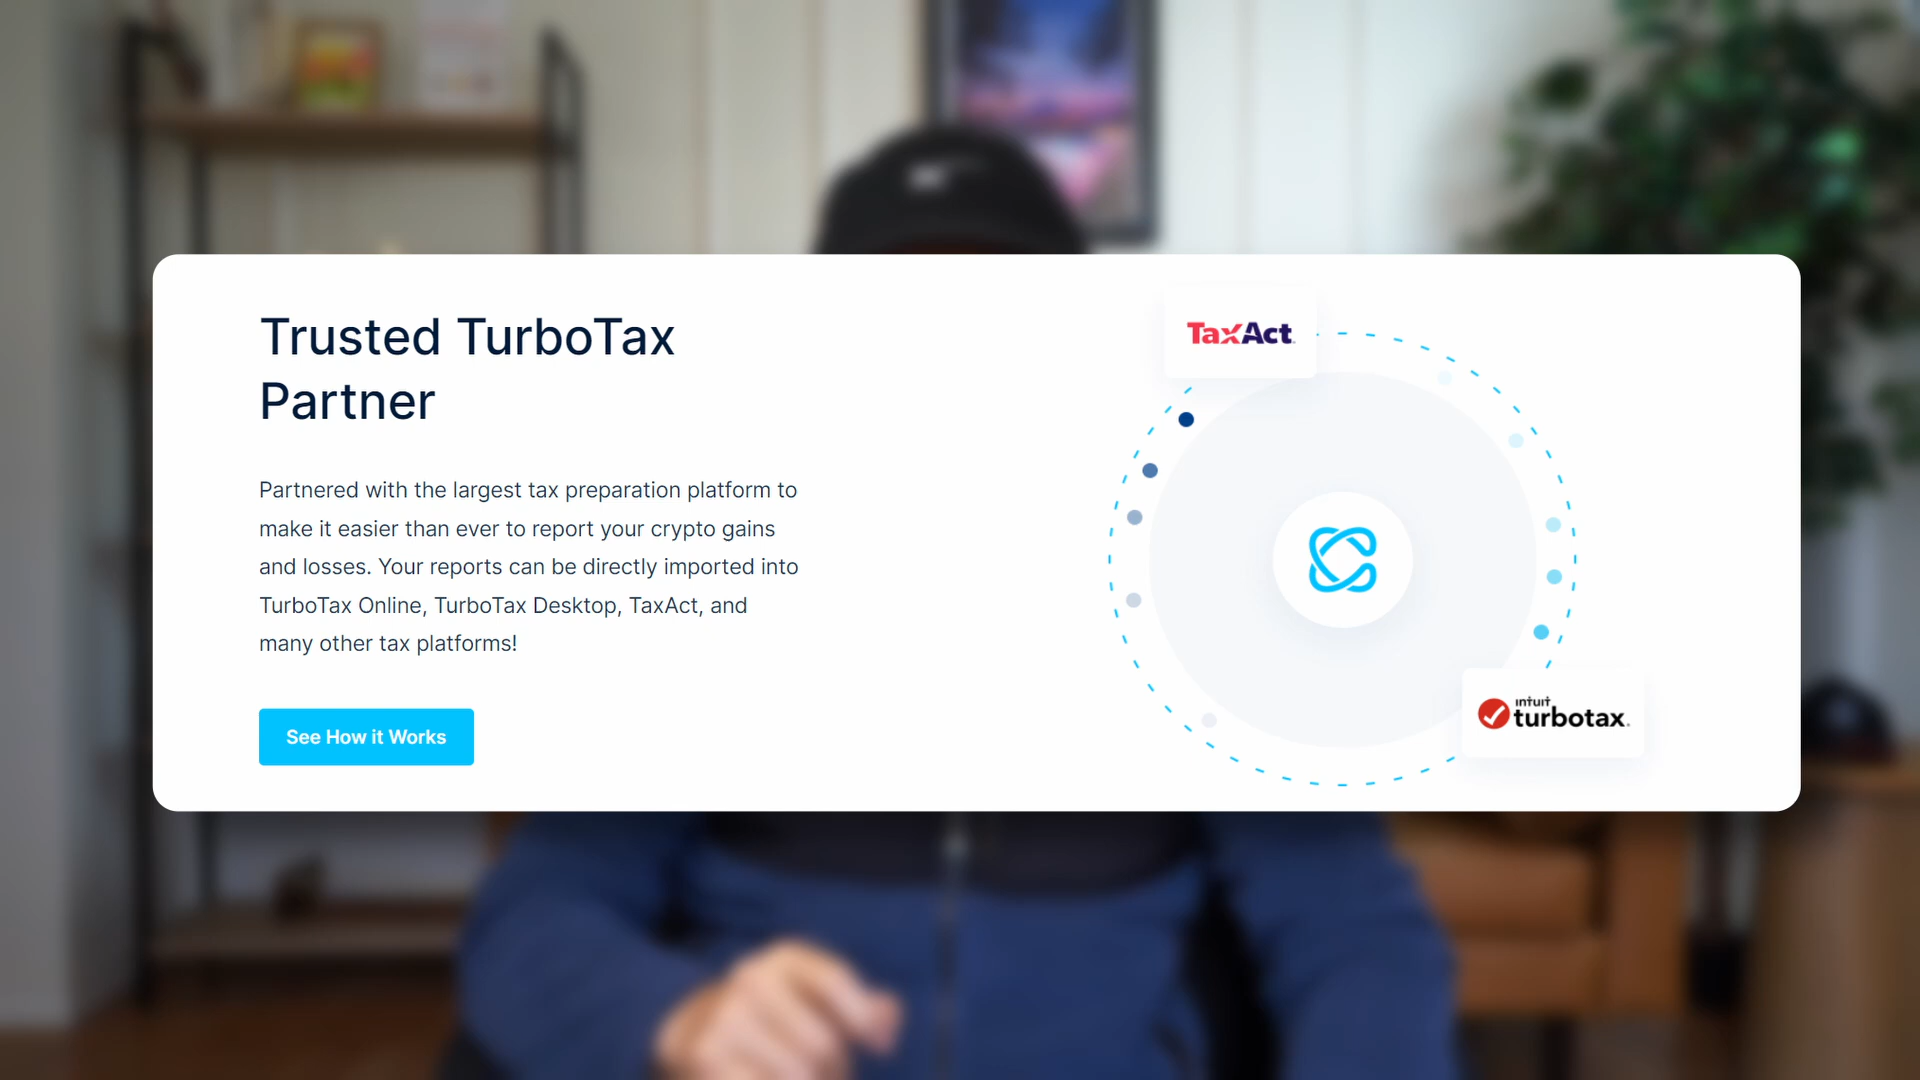 Trusted TurboTax
Partner
Partnered with the largest tax preparation platform to
make it easier than ever to report your crypto gains
and losses. Your reports can be directly imported into
TurboTax Online, TurboTax Desktop, TaxAct, and
many other tax platforms!
See How it Works
TaxAct
intuit
turbotax